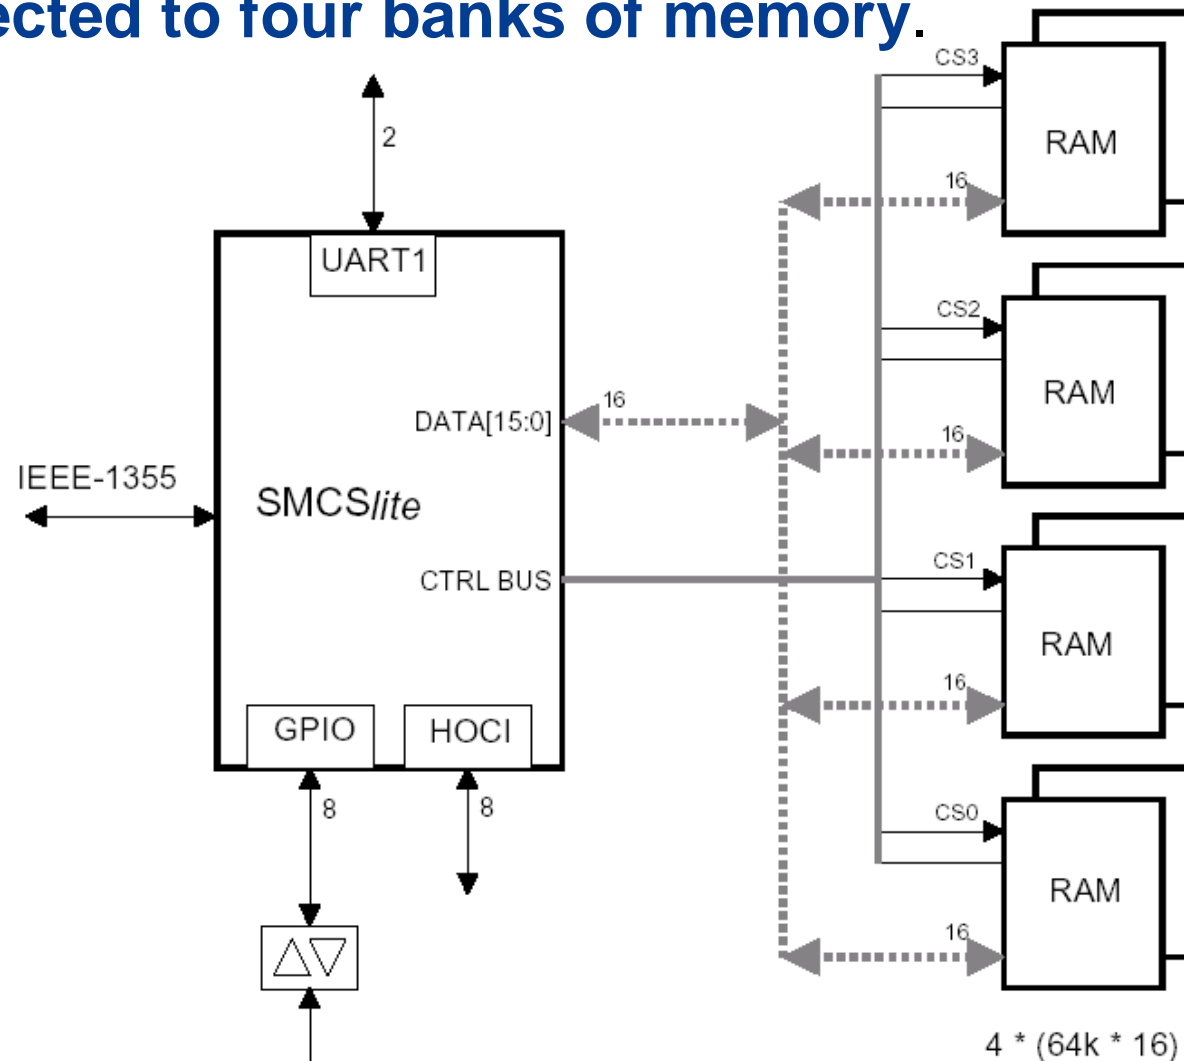 ected to four banks of memory.
CS3
2
RAM
16
UART1
CS2
RAM
16
DATA[15:0]
16
IEEE-1355
SMCSlite
CS1
CTRL BUS
RAM
16
GPIO
HOCI
8
8
CS0
RAM
16
4 * (64k * 16)